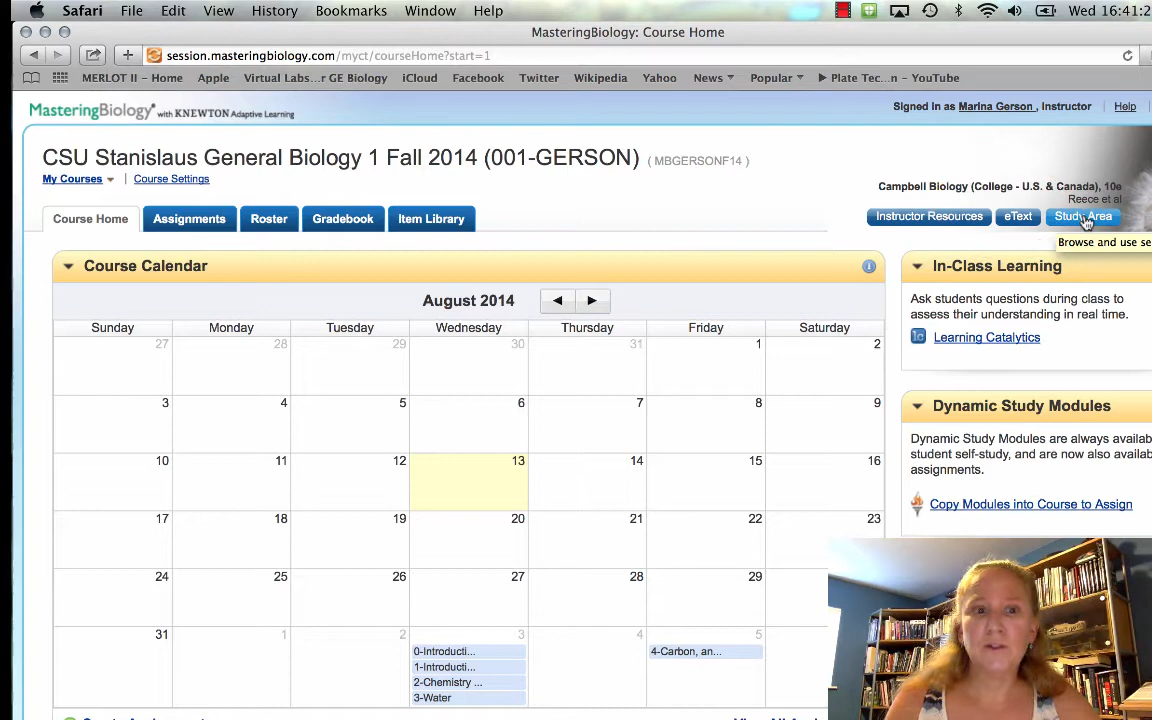 Safari File Edit View History Bookmarks Window Help Wed 16:41:2
MasteringBiology: Course Home
session.masteringbiology.com/myct/courseHome?start=1
MERLOT II - Home Apple Virtual Labs...r GE Biology iCloud Facebook Twitter Wikipedia Yahoo News Popular Plate Tec...n - YouTube
MasteringBiology® with KNEWTON Adaptive Learning
Signed in as Marina Gerson , Instructor | Help
CSU Stanislaus General Biology 1 Fall 2014 (001-GERSON) ( MBGERSONF14 )
My Courses | Course Settings
Campbell Biology (College - U.S. & Canada), 10e
Reece et al
Course Home Assignments Roster Gradebook Item Library
Instructor Resources eText Study Area
Browse and use se
Course Calendar
August 2014
Sunday Monday Tuesday Wednesday Thursday Friday Saturday
27 28 29 30 31 1 2
3 4 5 6 7 8 9
10 11 12 13 14 15 16
17 18 19 20 21 22 23
24 25 26 27 28 29
31 1 2 3 4 5
0-Introducti...
1-Introducti...
2-Chemistry ...
3-Water
4-Carbon, an...
In-Class Learning
Ask students questions during class to
assess their understanding in real time.
lc Learning Catalytics
Dynamic Study Modules
Dynamic Study Modules are always availab
student self-study, and are now also availab
assignments.
Copy Modules into Course to Assign